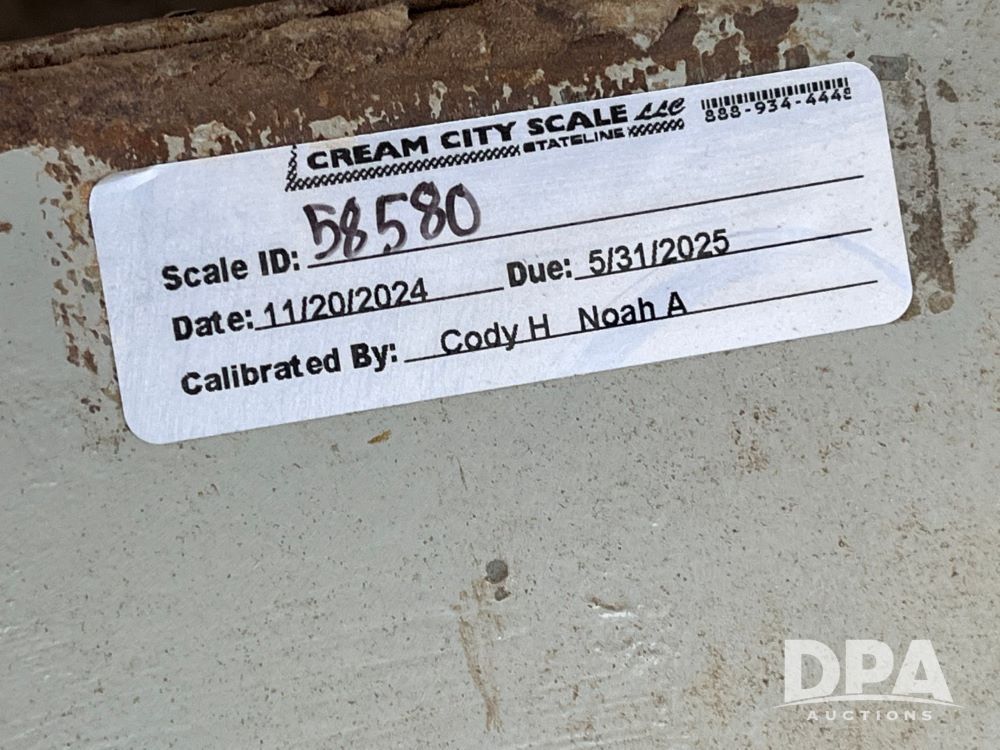 CREAM CITY SCALE LLC
STATELINE
888-934-4448
Scale ID: 58580
Date: 11/20/2024 Due: 5/31/2025
Calibrated By: Cody H Noah A
DPA
AUCTIONS